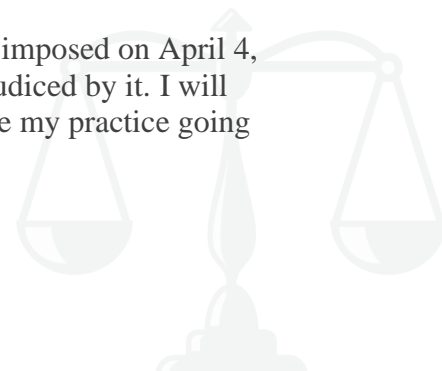 imposed on April 4,
udiced by it. I will
e my practice going